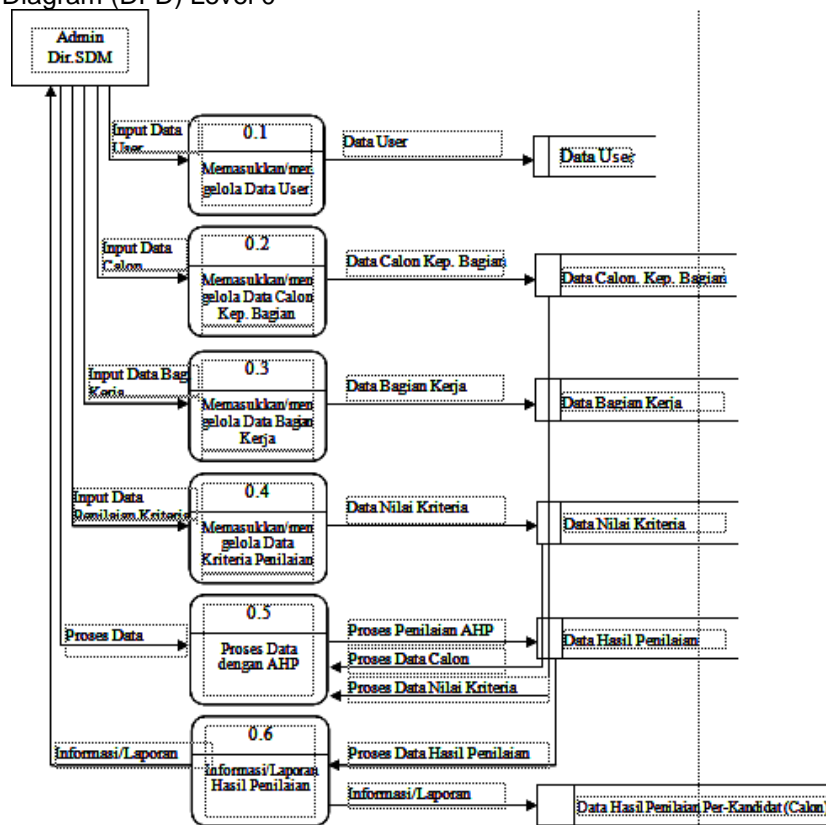 Diagram (DFD) Level 0
Admin
Dir.SDM
Input Data
User
0.1
Memasukkan/men
gelola Data User
Data User
Data User
Input Data
Calon
0.2
Memasukkan/men
gelola Data Calon
Kep. Bagian
Data Calon Kep. Bagian
Data Calon. Kep. Bagian
Input Data Bag
Kerja
0.3
Memasukkan/men
gelola Data Bagian
Kerja
Data Bagian Kerja
Data Bagian Kerja
Input Data
Penilaian Kriteria
0.4
Memasukkan/men
gelola Data
Kriteria Penilaian
Data Nilai Kriteria
Data Nilai Kriteria
Proses Data
0.5
Proses Data
dengan AHP
Proses Penilaian AHP
Proses Data Calon
Proses Data Nilai Kriteria
Data Hasil Penilaian
Informasi/Laporan
0.6
Informasi/Laporan
Hasil Penilaian
Proses Data Hasil Penilaian
Informasi/Laporan
Data Hasil Penilaian Per-Kandidat (Calon)